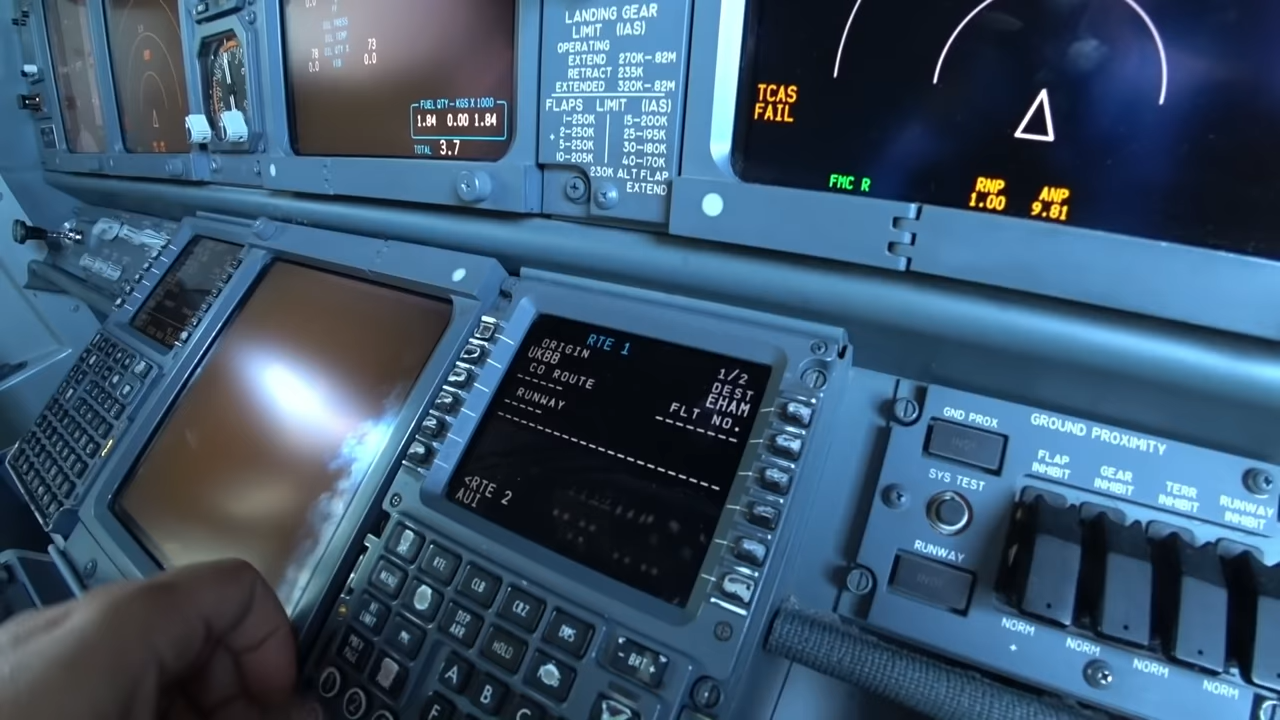 OIL PRESS
OIL TEMP
78 OIL QTY % 73
0.0 VIB 0.0
FUEL QTY - KGS X 1000
1.84 0.00 1.84
TOTAL 3.7
LANDING GEAR
LIMIT (IAS)
OPERATING
EXTEND 270K-.82M
RETRACT 235K
EXTENDED 320K-.82M
FLAPS LIMIT (IAS)
1-250K 15-200K
2-250K 25-195K
5-250K 30-180K
10-205K 40-170K
230K ALT FLAP
EXTEND
TCAS
FAIL
FMC R
RNP
1.00
ANP
9.81
RTE 1
1/2
ORIGIN
DEST
UKBB
EHAM
CO ROUTE
FLT NO.
RUNWAY
<RTE 2
MENU
RTE
CLB
CRZ
DES
N1
LIMIT
DEP
ARR
HOLD
- BRT +
PREV
PAGE
1
2
A
B
C
F
Z
GND PROX
GROUND PROXIMITY
SYS TEST
RUNWAY
FLAP
INHIBIT
GEAR
INHIBIT
TERR
INHIBIT
RUNWAY
INHIBIT
NORM
NORM
NORM
NORM